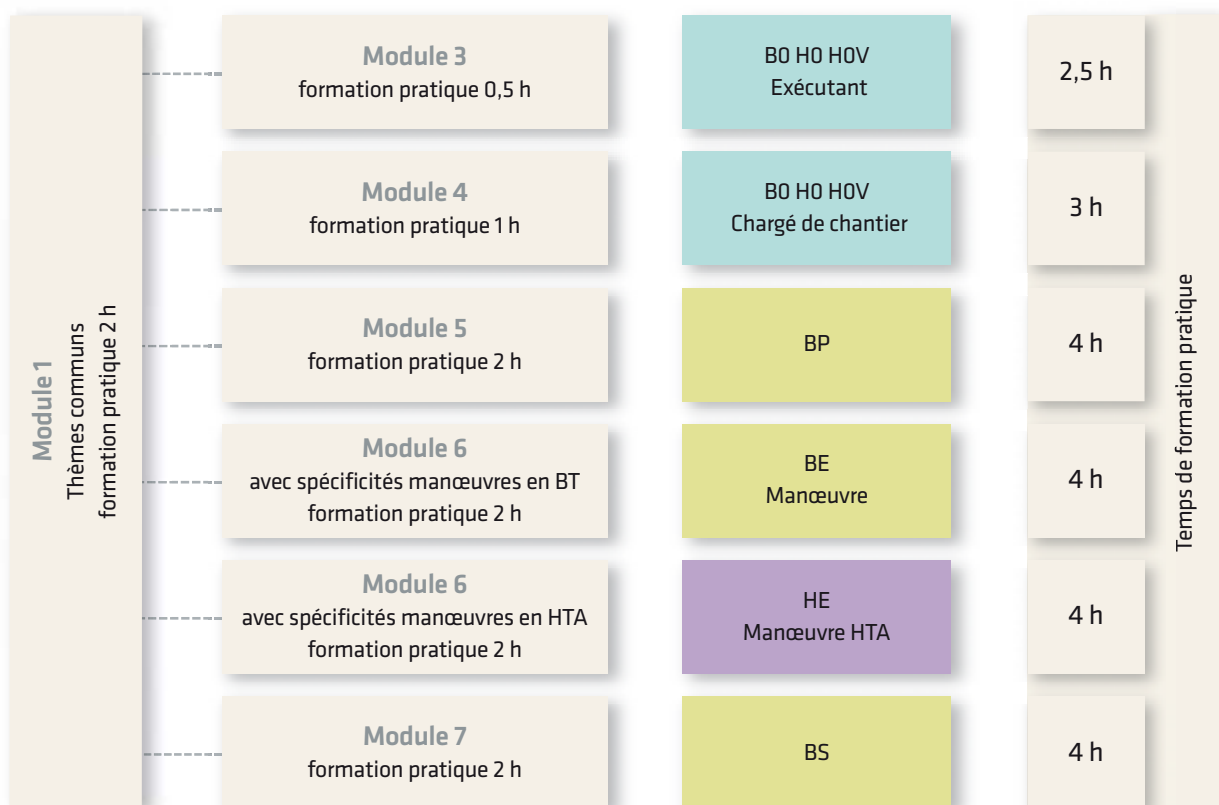 Module 1
Thèmes communs
formation pratique 2 h
Module 3
formation pratique 0,5 h
B0 H0 H0V
Exécutant
2,5 h
Module 4
formation pratique 1 h
B0 H0 H0V
Chargé de chantier
3 h
Module 5
formation pratique 2 h
BP
4 h
Module 6
avec spécificités manœuvres en BT
formation pratique 2 h
BE
Manœuvre
4 h
Module 6
avec spécificités manœuvres en HTA
formation pratique 2 h
HE
Manœuvre HTA
4 h
Module 7
formation pratique 2 h
BS
4 h
Temps de formation pratique